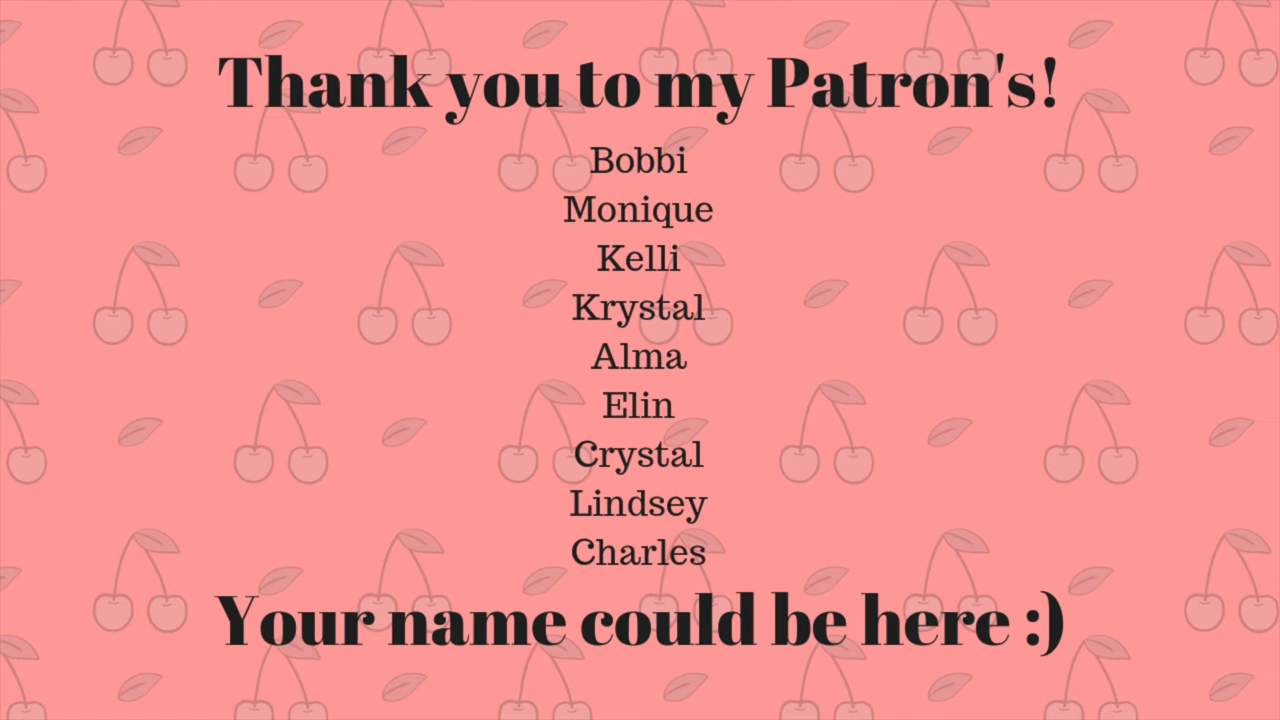 Thank you to my Patron's!
Bobbi
Monique
Kelli
Krystal
Alma
Elin
Crystal
Lindsey
Charles
Your name could be here :)